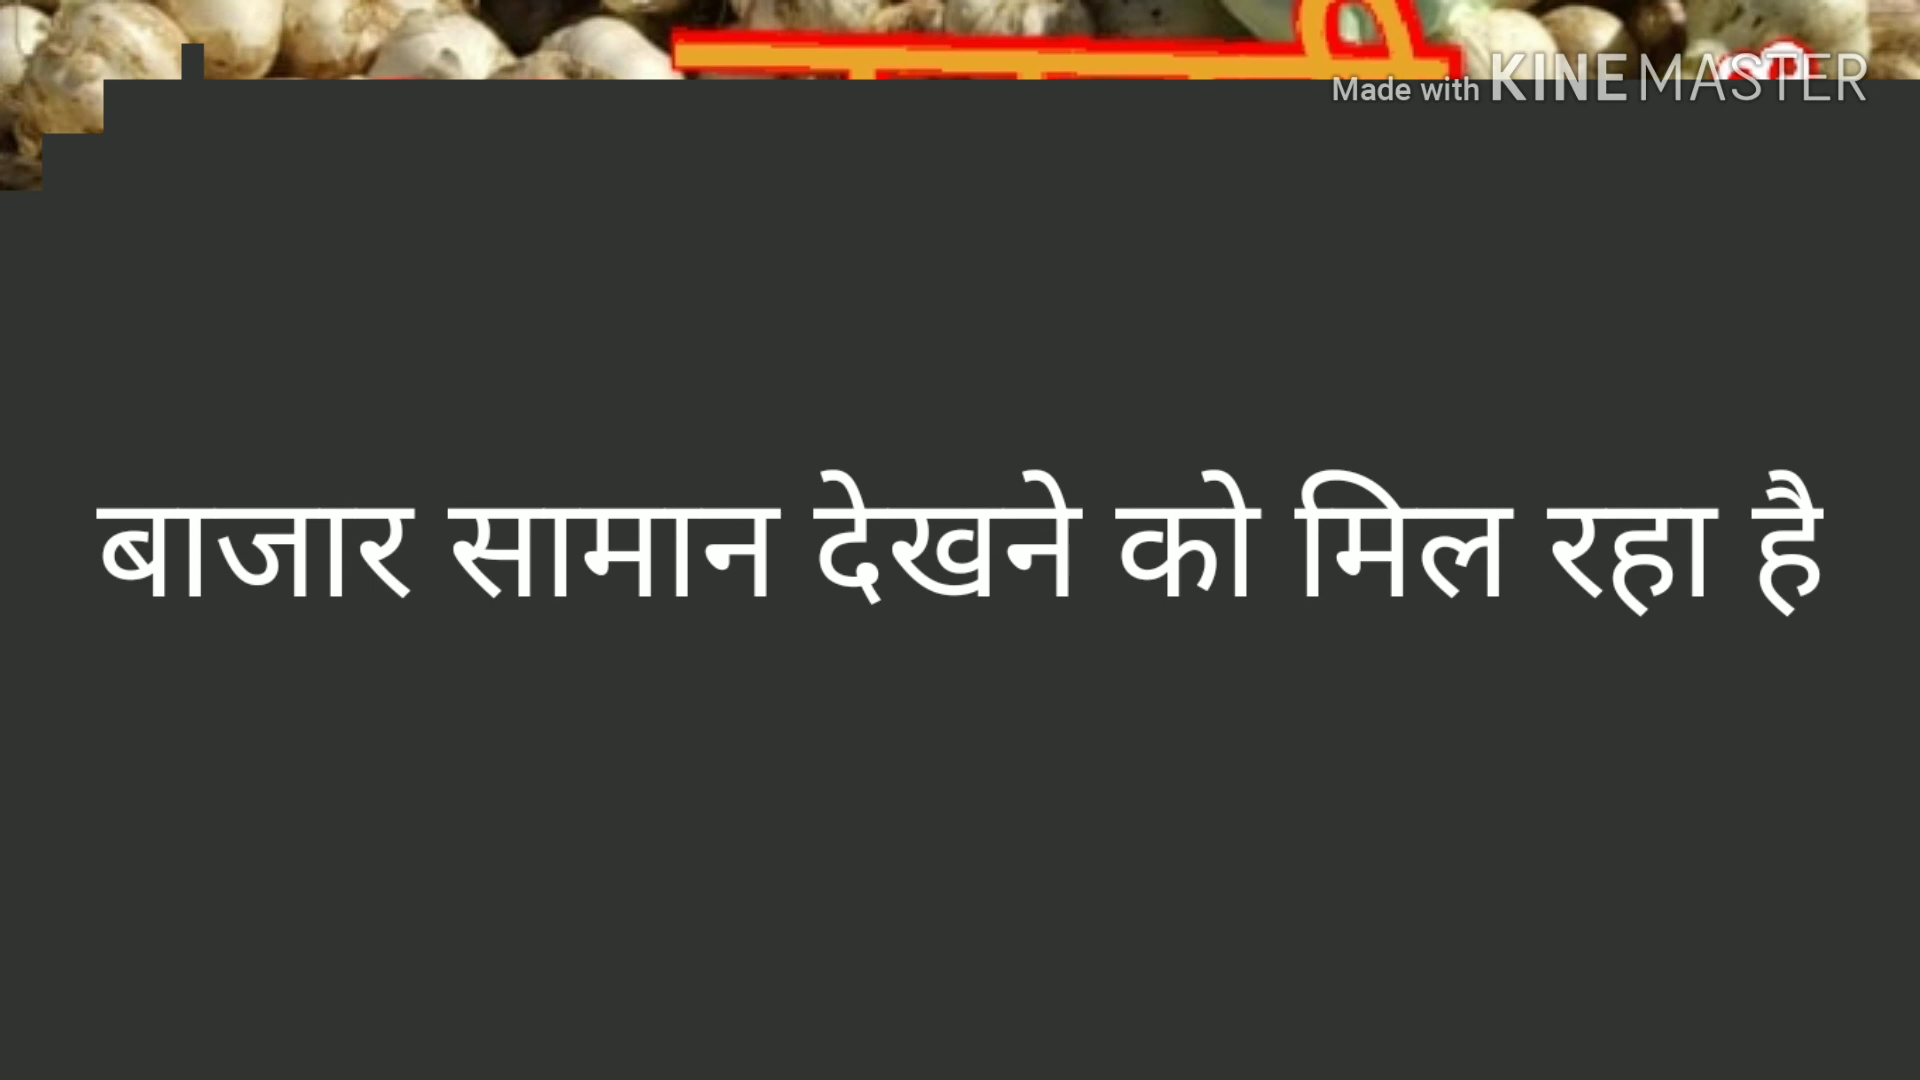 Made with KINEMASTER
बाजार सामान देखने को मिल रहा है